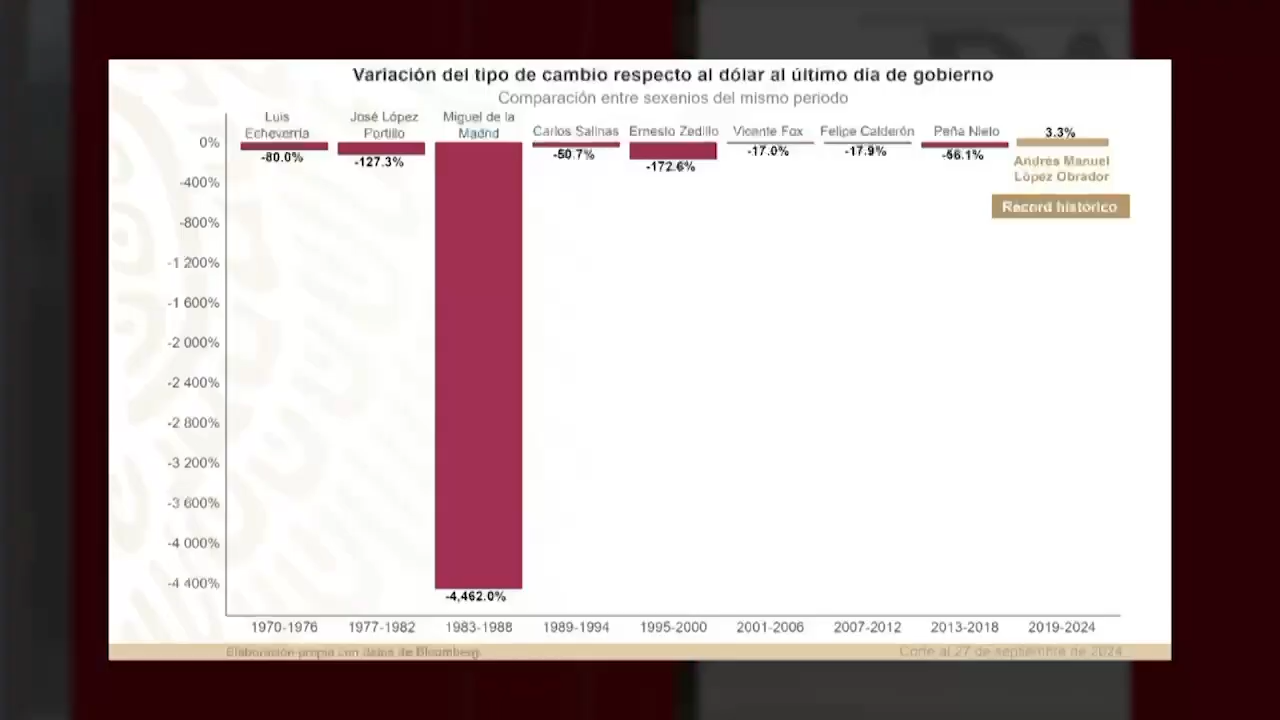 Variación del tipo de cambio respecto al dólar al último día de gobierno
Comparación entre sexenios del mismo periodo
Luis
Echeverría
José López
Portillo
Miguel de la
Madrid
Carlos Salinas
Ernesto Zedillo
Vicente Fox
Felipe Calderón
Peña Nieto
3.3%
Andrés Manuel
López Obrador
Récord histórico
-80.0%
-127.3%
-50.7%
-172.6%
-17.0%
-17.9%
-56.1%
0%
-400%
-800%
-1 200%
-1 600%
-2 000%
-2 400%
-2 800%
-3 200%
-3 600%
-4 000%
-4 400%
-4,462.0%
1970-1976
1977-1982
1983-1988
1989-1994
1995-2000
2001-2006
2007-2012
2013-2018
2019-2024
Elaboración propia con datos de Bloomberg.
Corte al 27 de septiembre de 2024